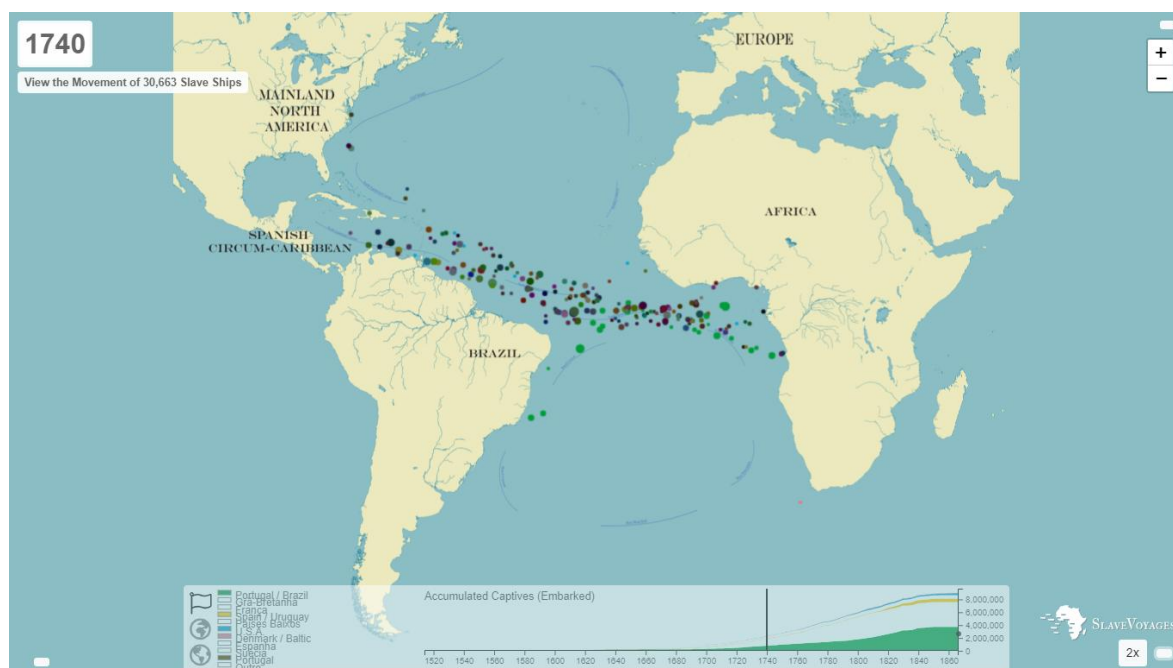 1740
View the Movement of 30,663 Slave Ships
EUROPE
+
−
MAINLAND
NORTH
AMERICA
AFRICA
SPANISH
CIRCUM-CARIBBEAN
BRAZIL
Portugal / Brazil
Grã-Bretanha
França
Spain / Uruguay
Países Baixos
U.S.A.
Denmark / Baltic
Espanha
Suécia
Portugal
Accumulated Captives (Embarked)
8,000,000
6,000,000
4,000,000
2,000,000
0
1520 1540 1560 1580 1600 1620 1640 1660 1680 1700 1720 1740 1760 1780 1800 1820 1840 1860
SLAVEVOYAGES
2x